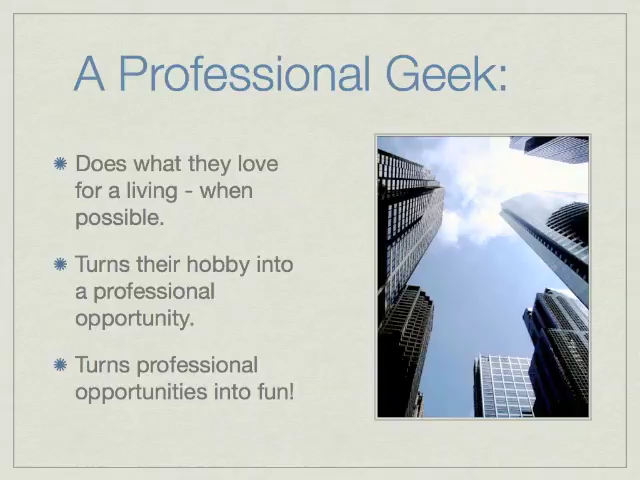 A Professional Geek:
Does what they love
for a living - when
possible.
Turns their hobby into
a professional
opportunity.
Turns professional
opportunities into fun!